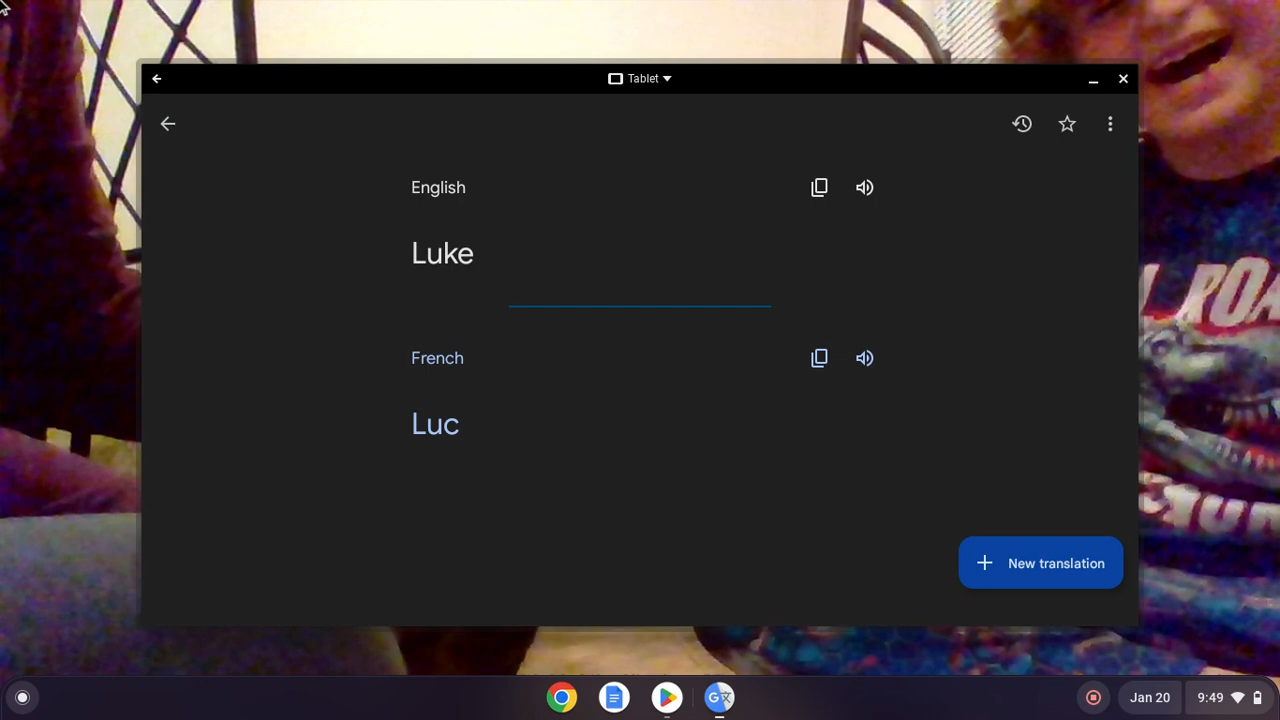 Tablet
English
Luke
French
Luc
New translation
Jan 20
9:49